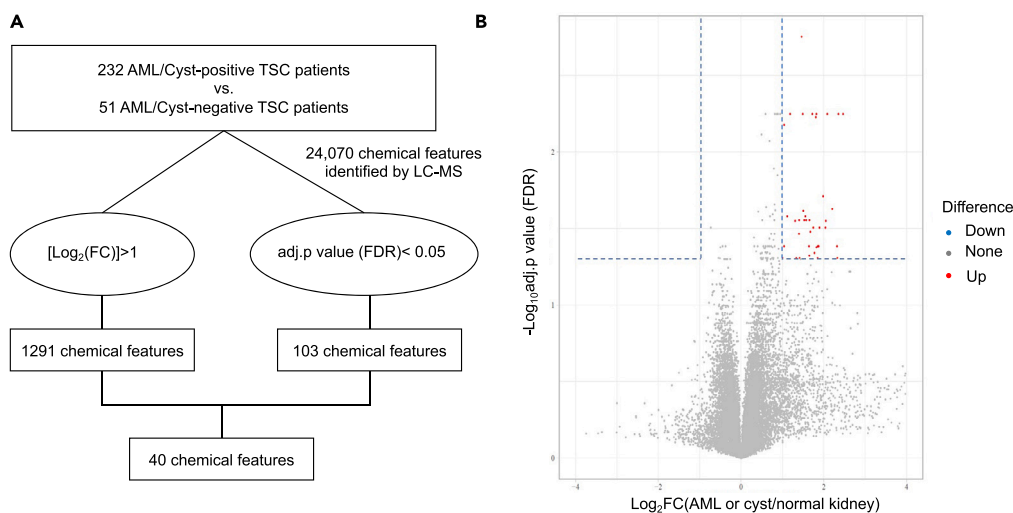 A
232 AML/Cyst-positive TSC patients
vs.
51 AML/Cyst-negative TSC patients
24,070 chemical features
identified by LC-MS
[Log₂(FC)]>1
adj.p value (FDR)< 0.05
1291 chemical features
103 chemical features
40 chemical features
B
-Log₁₀adj.p value (FDR)
2
1
0
-4
-2
0
2
4
Log₂FC(AML or cyst/normal kidney)
Difference
Down
None
Up